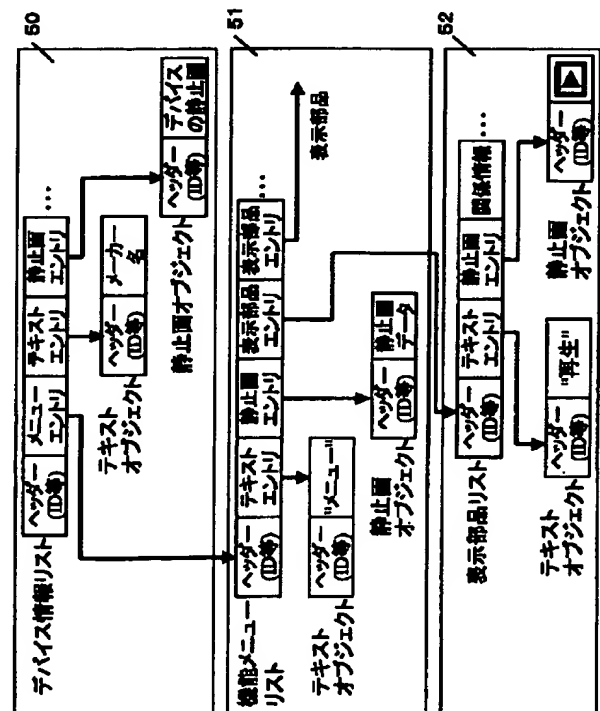 50
デバイス情報リスト
ヘッダー
(ID等)
メニュー
エントリ
テキスト
エントリ
静止画
エントリ
…
ヘッダー
(ID等)
メーカー
名
テキスト
オブジェクト
ヘッダー
(ID等)
デバイス
の静止画
静止画オブジェクト
51
機能メニュー
リスト
ヘッダー
(ID等)
テキスト
エントリ
静止画
エントリ
表示部品
エントリ
表示部品
エントリ
…
表示部品
ヘッダー
(ID等)
"メニュー"
テキスト
オブジェクト
ヘッダー
(ID等)
静止画
データ
静止画
オブジェクト
52
表示部品リスト
ヘッダー
(ID等)
テキスト
エントリ
静止画
エントリ
関係情報
…
ヘッダー
(ID等)
"再生"
テキスト
オブジェクト
ヘッダー
(ID等)
静止画
オブジェクト